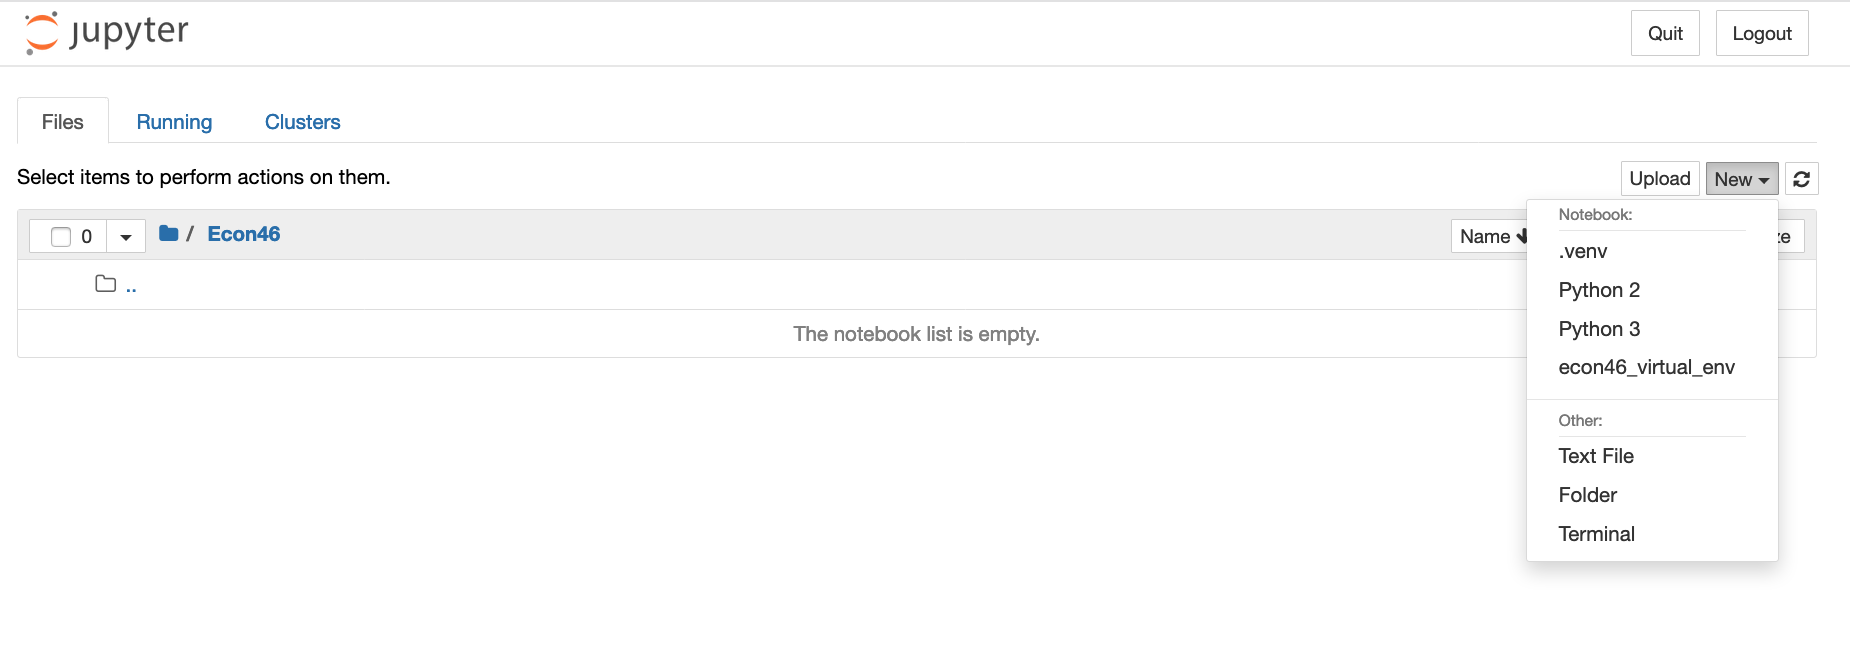 jupyter
Quit
Logout
Files
Running
Clusters
Select items to perform actions on them.
Upload
New
0
/ Econ46
Name
ze
..
The notebook list is empty.
Notebook:
.venv
Python 2
Python 3
econ46_virtual_env
Other:
Text File
Folder
Terminal